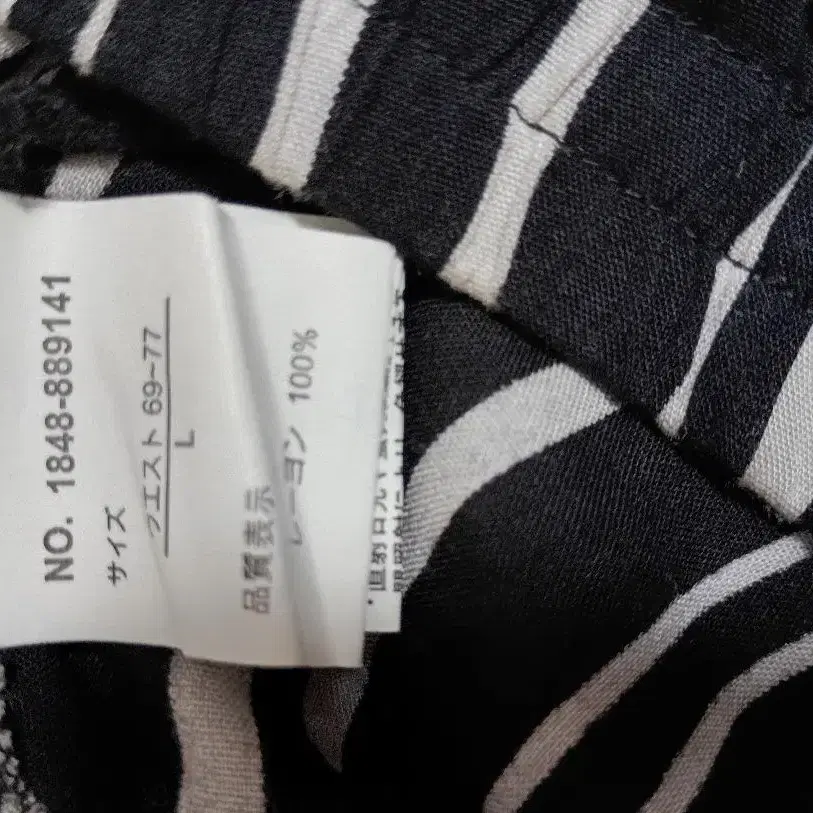 NO. 1848-889141
サイズ
ウエスト 69~77
L
品質表示
レーヨン 100%